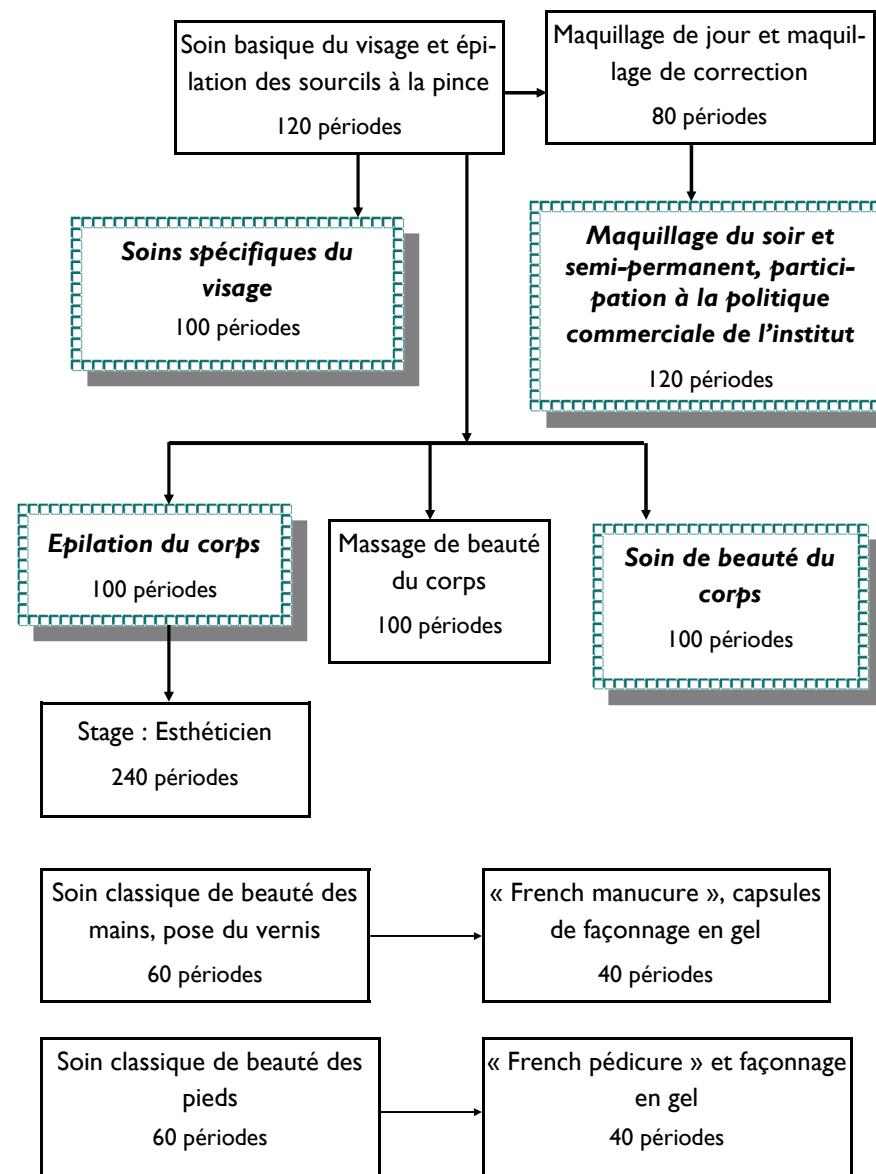 Soin basique du visage et épi-
lation des sourcils à la pince
120 périodes
Maquillage de jour et maquil-
lage de correction
80 périodes
Soins spécifiques du
visage
100 périodes
Maquillage du soir et
semi-permanent, partici-
pation à la politique
commerciale de l'institut
120 périodes
Epilation du corps
100 périodes
Massage de beauté
du corps
100 périodes
Soin de beauté du
corps
100 périodes
Stage : Esthéticien
240 périodes
Soin classique de beauté des
mains, pose du vernis
60 périodes
« French manucure », capsules
de façonnage en gel
40 périodes
Soin classique de beauté des
pieds
60 périodes
« French pédicure » et façonnage
en gel
40 périodes